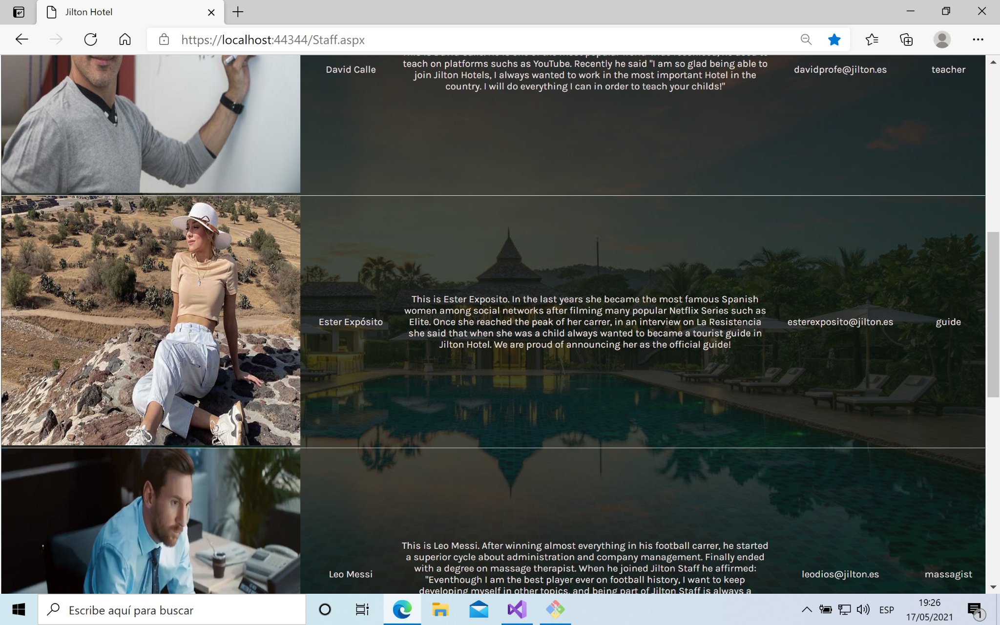 Jilton Hotel
https://localhost:44344/Staff.aspx
David Calle
teach on platforms suchs as YouTube. Recently he said "I am so glad being able to
join Jilton Hotels, I always wanted to work in the most important Hotel in the
country. I will do everything I can in order to teach your childs!"
davidprofe@jilton.es
teacher
Ester Expósito
This is Ester Exposito. In the last years she became the most famous Spanish
women among social networks after filming many popular Netflix Series such as
Elite. Once she reached the peak of her carrer, in an interview on La Resistencia
she said that when she was a child always wanted to became a tourist guide in
Jilton Hotel. We are proud of announcing her as the official guide!
esterexposito@jilton.es
guide
Leo Messi
This is Leo Messi. After winning almost everything in his football carrer, he started
a superior cycle about administration and company management. Finally ended
with a degree on massage therapist. When he joined Jilton Staff he affirmed:
"Eventhough I am the best player ever on football history, I want to keep
developing myself in other topics, and being part of Jilton Staff is always a
leodios@jilton.es
massagist
Escribe aquí para buscar
ESP
19:26
17/05/2021
1